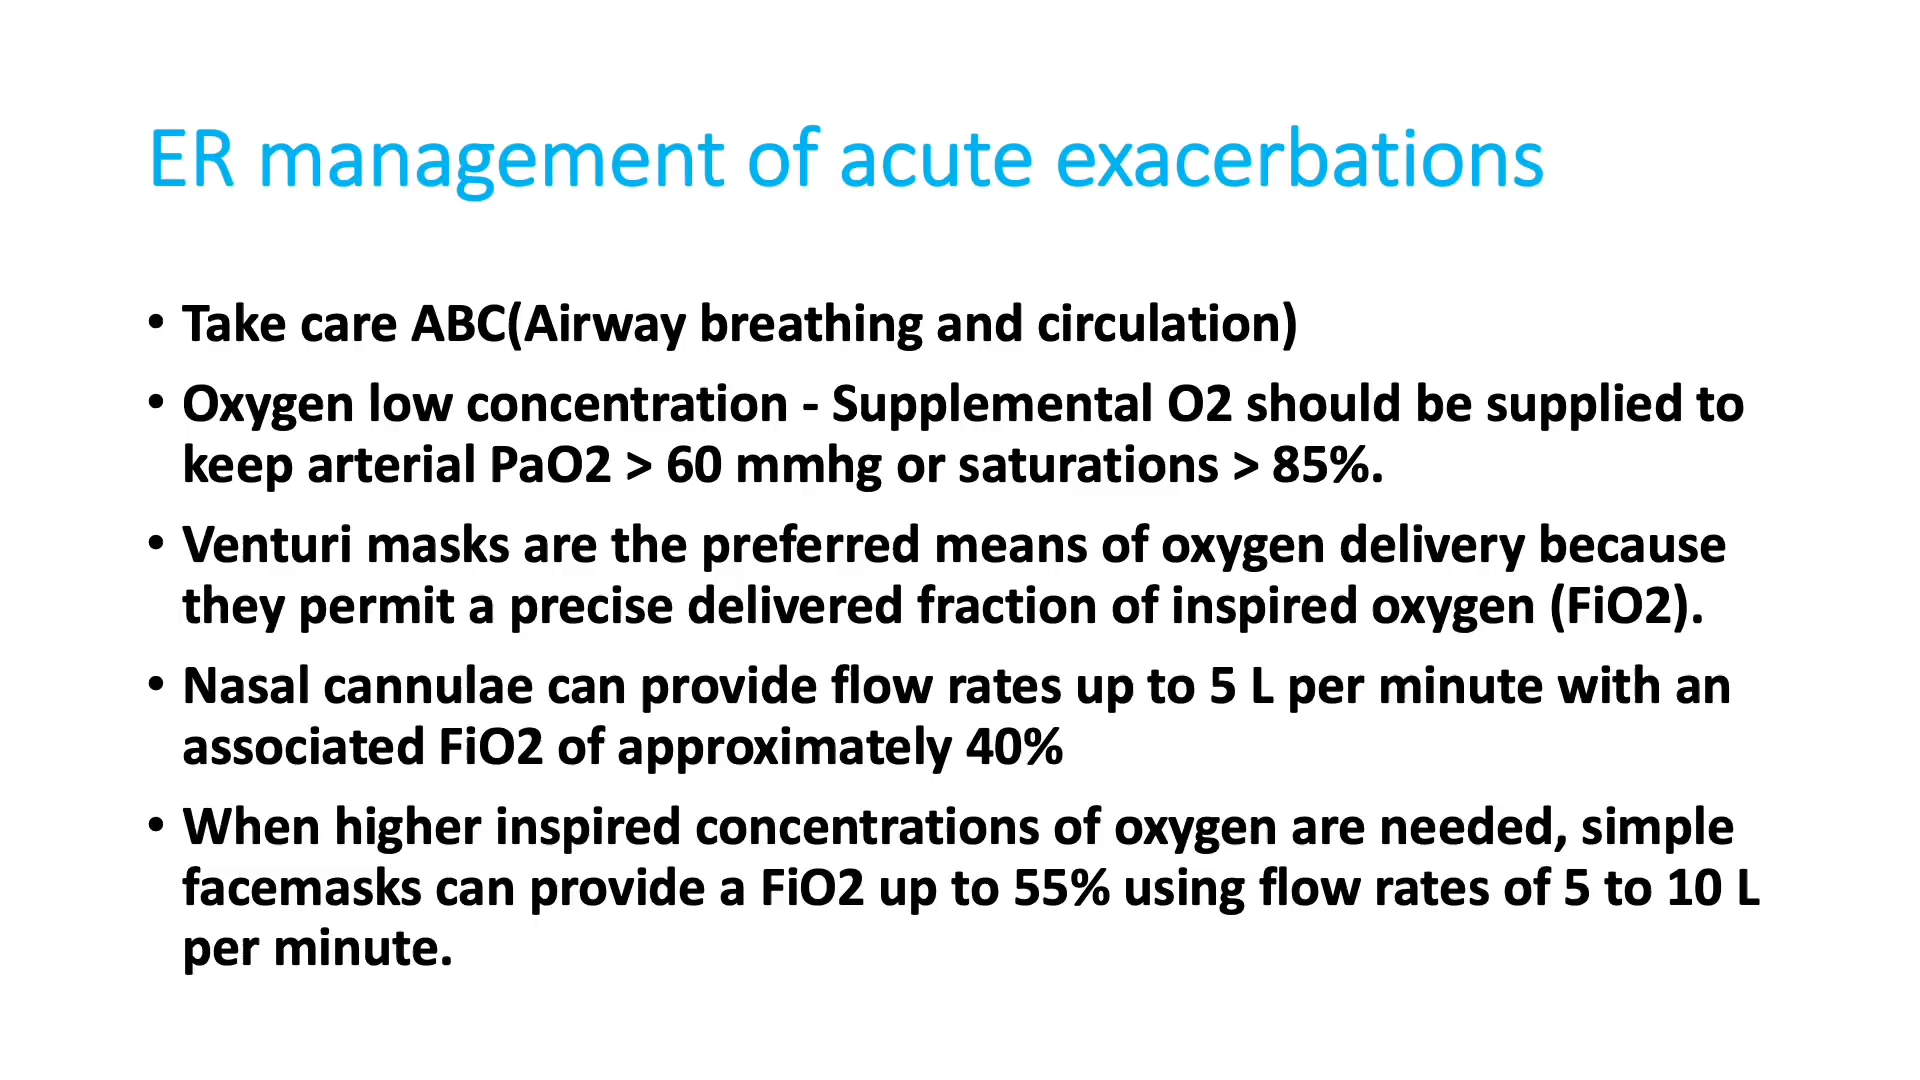 ER management of acute exacerbations
• Take care ABC(Airway breathing and circulation)
• Oxygen low concentration - Supplemental O2 should be supplied to
keep arterial PaO2 > 60 mmhg or saturations > 85%.
• Venturi masks are the preferred means of oxygen delivery because
they permit a precise delivered fraction of inspired oxygen (FiO2).
• Nasal cannulae can provide flow rates up to 5 L per minute with an
associated FiO2 of approximately 40%
• When higher inspired concentrations of oxygen are needed, simple
facemasks can provide a FiO2 up to 55% using flow rates of 5 to 10 L
per minute.